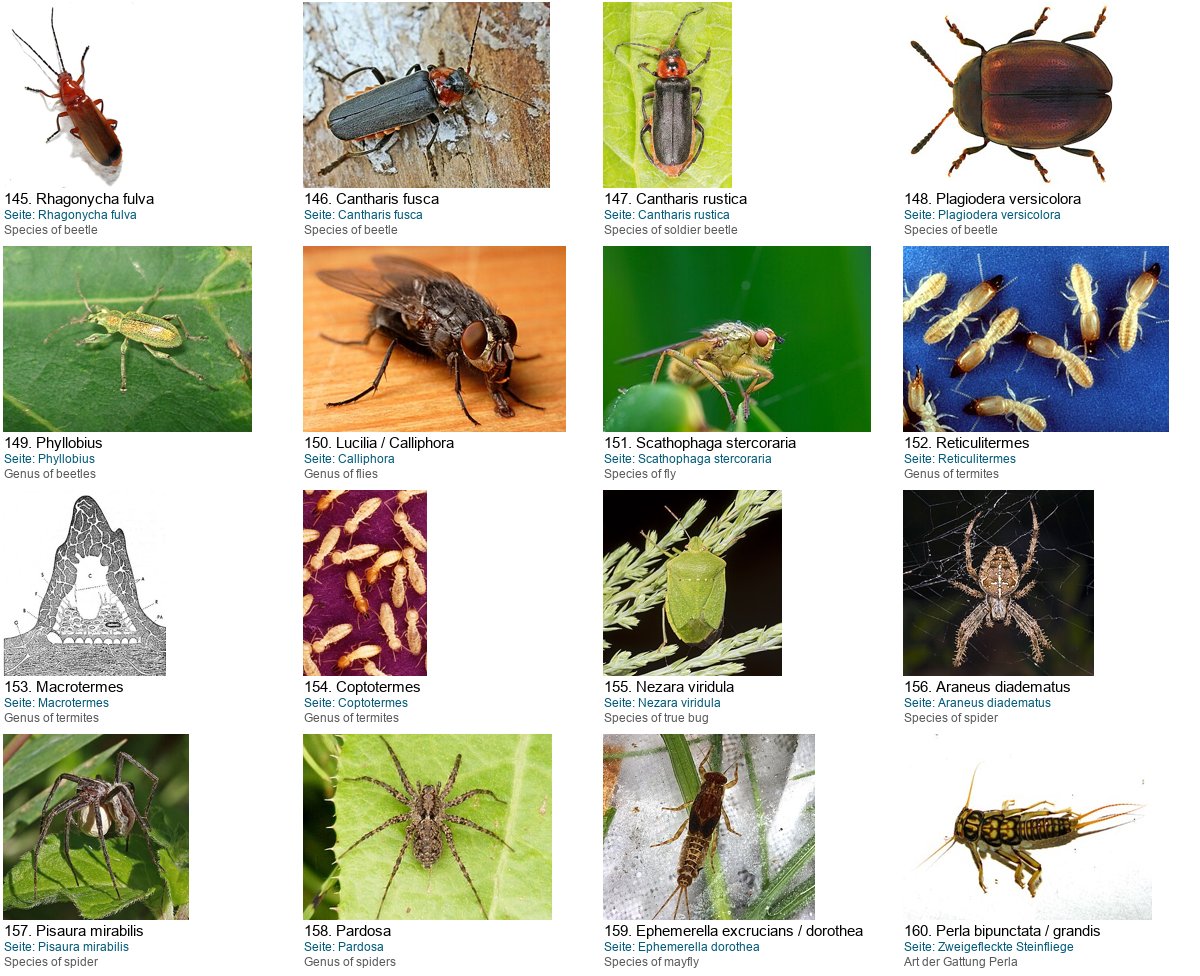 145. Rhagonycha fulva
Seite: Rhagonycha fulva
Species of beetle
146. Cantharis fusca
Seite: Cantharis fusca
Species of beetle
147. Cantharis rustica
Seite: Cantharis rustica
Species of soldier beetle
148. Plagiodera versicolora
Seite: Plagiodera versicolora
Species of beetle
149. Phyllobius
Seite: Phyllobius
Genus of beetles
150. Lucilia / Calliphora
Seite: Calliphora
Genus of flies
151. Scathophaga stercoraria
Seite: Scathophaga stercoraria
Species of fly
152. Reticulitermes
Seite: Reticulitermes
Genus of termites
153. Macrotermes
Seite: Macrotermes
Genus of termites
154. Coptotermes
Seite: Coptotermes
Genus of termites
155. Nezara viridula
Seite: Nezara viridula
Species of true bug
156. Araneus diadematus
Seite: Araneus diadematus
Species of spider
157. Pisaura mirabilis
Seite: Pisaura mirabilis
Species of spider
158. Pardosa
Seite: Pardosa
Genus of spiders
159. Ephemerella excrucians / dorothea
Seite: Ephemerella dorothea
Species of mayfly
160. Perla bipunctata / grandis
Seite: Zweigefleckte Steinfliege
Art der Gattung Perla